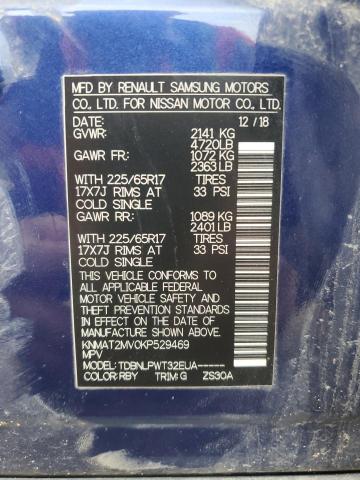 MFD BY RENAULT SAMSUNG MOTORS
CO., LTD. FOR NISSAN MOTOR CO., LTD.
DATE: 12 / 18
GVWR: 2141 KG
4720LB
GAWR FR: 1072 KG
2363LB
WITH 225/65R17 TIRES
17X7J RIMS AT 33 PSI
COLD SINGLE
GAWR RR: 1089 KG
2401LB
WITH 225/65R17 TIRES
17X7J RIMS AT 33 PSI
COLD SINGLE
THIS VEHICLE CONFORMS TO
ALL APPLICABLE FEDERAL
MOTOR VEHICLE SAFETY AND
THEFT PREVENTION STANDARDS
IN EFFECT ON THE DATE OF
MANUFACTURE SHOWN ABOVE.
KNMAT2MV0KP529469
MPV
MODEL: TDBNLPWT32EUA-----
COLOR:RBY TRIM:G ZS30A